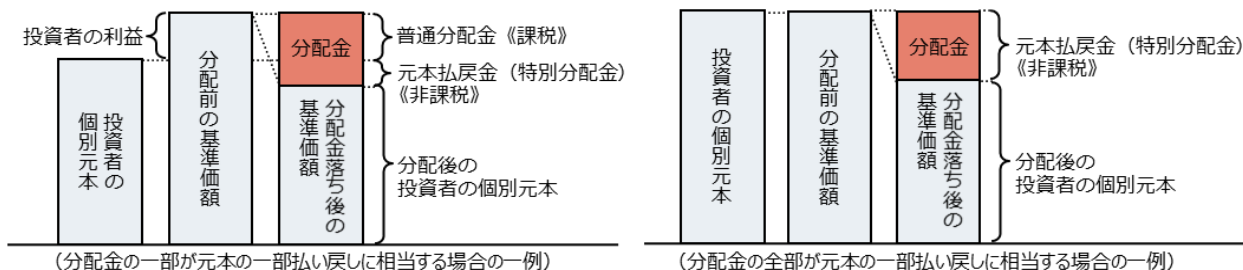 投資者の利益
投資者の
個別元本
分配前の基準価額
分配金
分配金落ち後の
基準価額
普通分配金《課税》
元本払戻金（特別分配金）
《非課税》
分配後の
投資者の個別元本
（分配金の一部が元本の一部払い戻しに相当する場合の一例）
投資者の個別元本
分配前の基準価額
分配金
分配金落ち後の
基準価額
元本払戻金（特別分配金）
《非課税》
分配後の
投資者の個別元本
（分配金の全部が元本の一部払い戻しに相当する場合の一例）